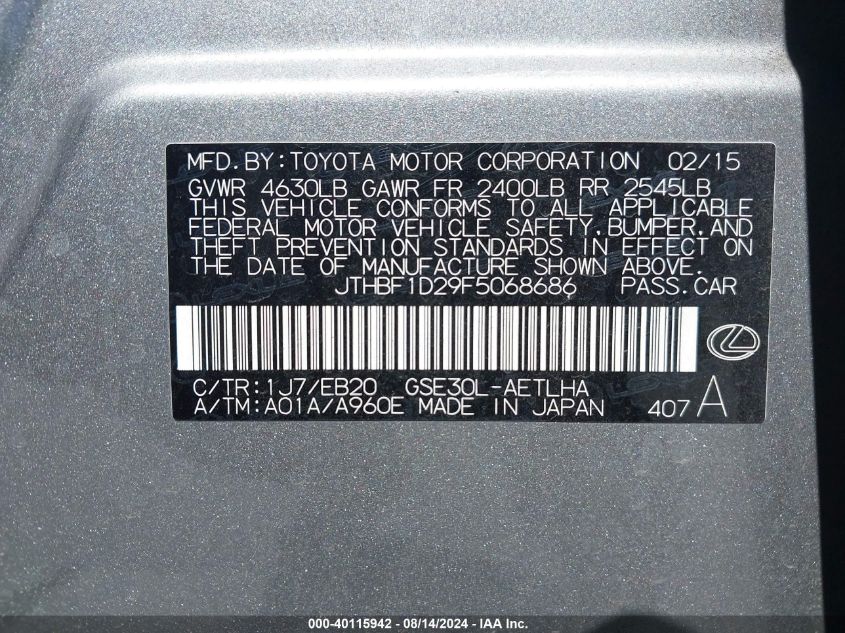 MFD.BY:TOYOTA MOTOR CORPORATION 02/15
GVWR 4630LB GAWR FR 2400LB RR 2545LB
THIS VEHICLE CONFORMS TO ALL APPLICABLE
FEDERAL MOTOR VEHICLE SAFETY,BUMPER,AND
THEFT PREVENTION STANDARDS IN EFFECT ON
THE DATE OF MANUFACTURE SHOWN ABOVE.
JTHBF1D29F5068686 PASS.CAR
C/TR:1J7/EB20 GSE30L-AETLHA
A/TM:A01A/A960E MADE IN JAPAN 407 A
000-40115942 - 08/14/2024 - IAA Inc.